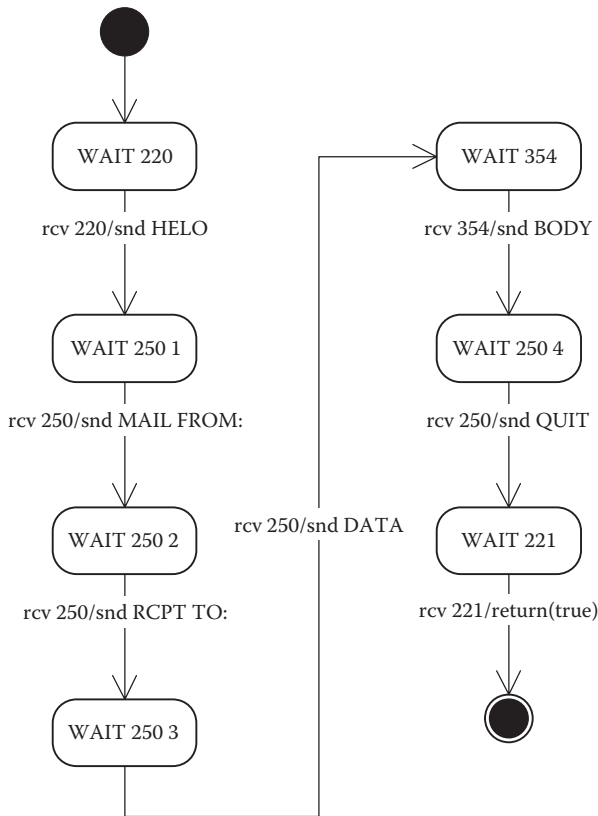 WAIT 220
rcv 220/snd HELO
WAIT 250 1
rcv 250/snd MAIL FROM:
WAIT 250 2
rcv 250/snd RCPT TO:
WAIT 250 3
rcv 250/snd DATA
WAIT 354
rcv 354/snd BODY
WAIT 250 4
rcv 250/snd QUIT
WAIT 221
rcv 221/return(true)